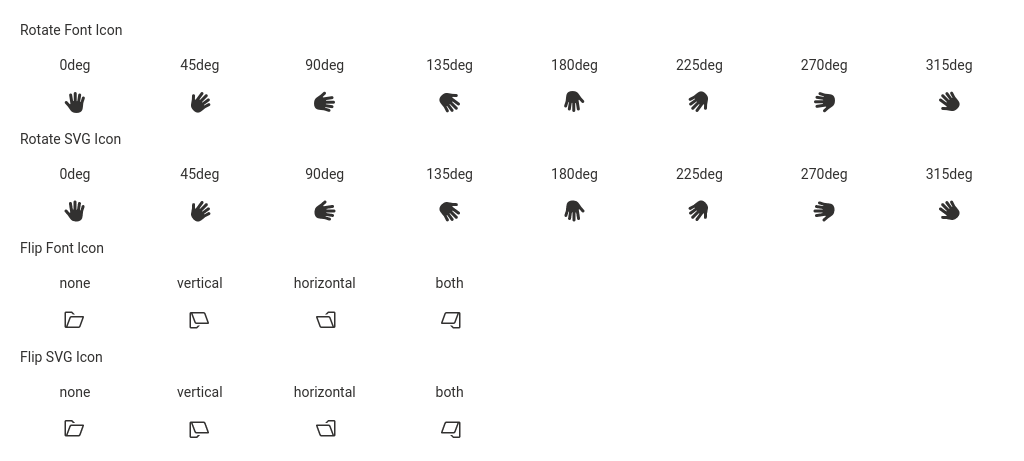 Rotate Font Icon
0deg 45deg 90deg 135deg 180deg 225deg 270deg 315deg
Rotate SVG Icon
0deg 45deg 90deg 135deg 180deg 225deg 270deg 315deg
Flip Font Icon
none vertical horizontal both
Flip SVG Icon
none vertical horizontal both